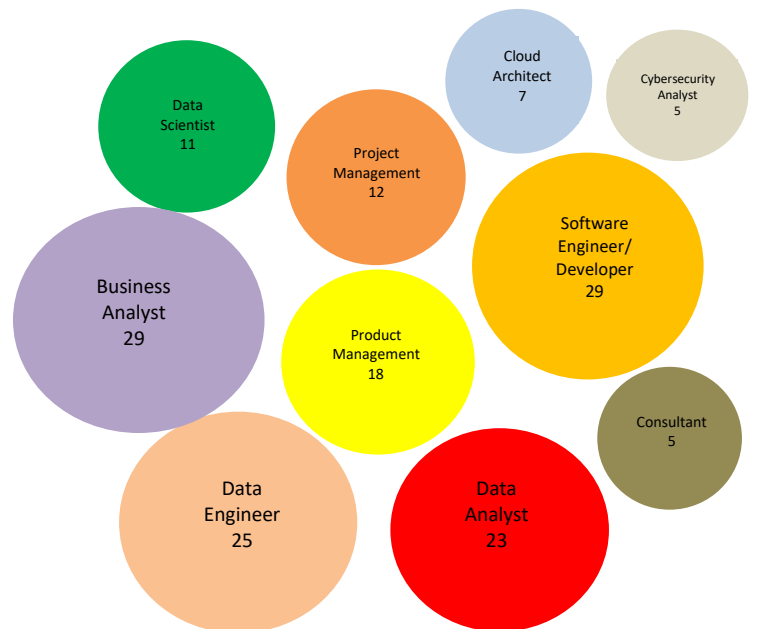 Cloud
Architect
7
Cybersecurity
Analyst
5
Data
Scientist
11
Project
Management
12
Software
Engineer/
Developer
29
Business
Analyst
29
Product
Management
18
Consultant
5
Data
Engineer
25
Data
Analyst
23